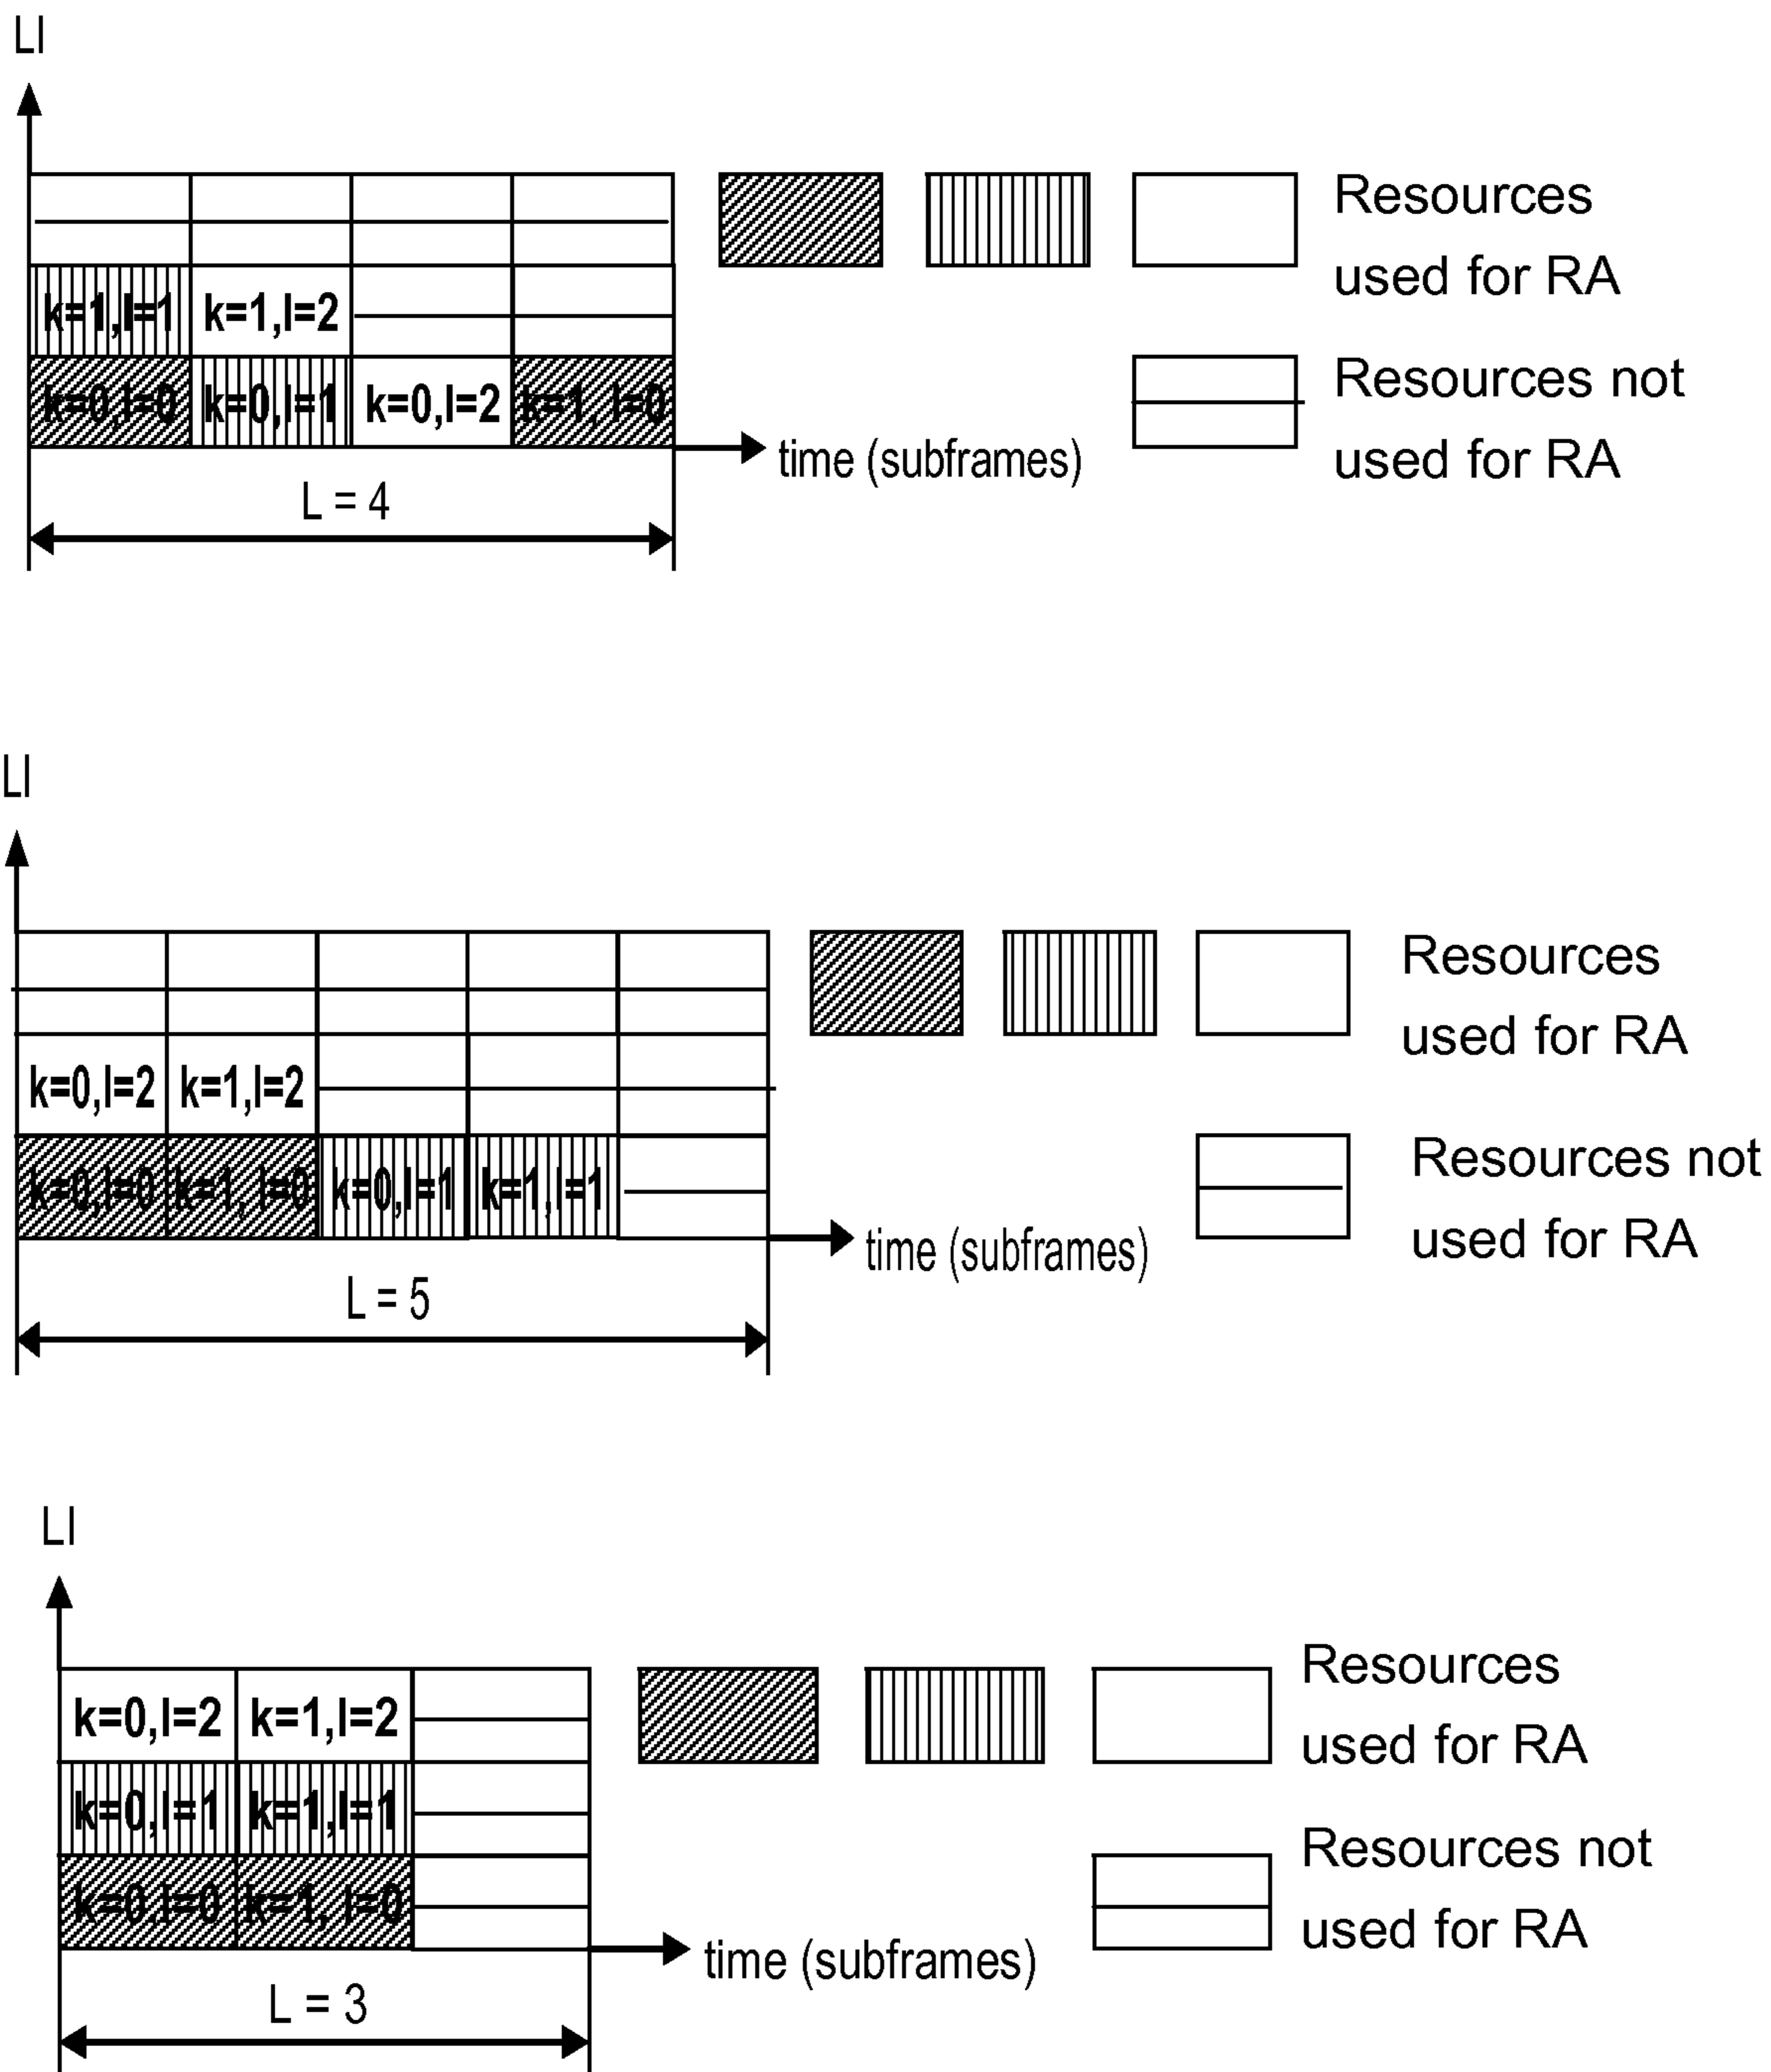 LI
Resources
used for RA
k=1,l=1 k=1,l=2
k=0,l=0 k=0,l=1 k=0,l=2 k=1, l=0
Resources not
used for RA
time (subframes)
L = 4
LI
Resources
used for RA
k=0,l=2 k=1,l=2
k=0,l=0 k=1, l=0 k=0,l=1 k=1,l=1
Resources not
used for RA
time (subframes)
L = 5
LI
Resources
used for RA
k=0,l=2 k=1,l=2
k=0,l=1 k=1,l=1
k=0,l=0 k=1, l=0
Resources not
used for RA
time (subframes)
L = 3